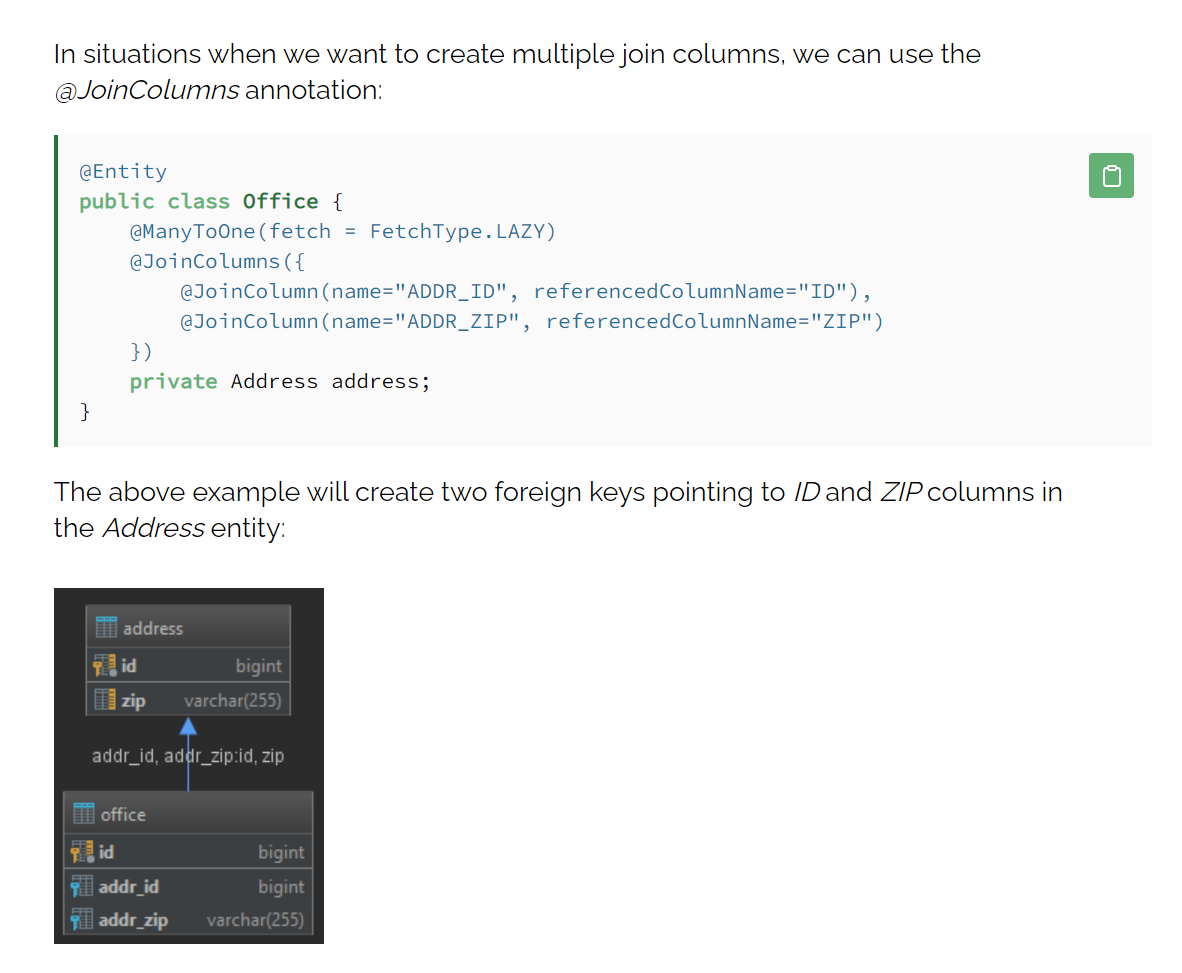 In situations when we want to create multiple join columns, we can use the
@JoinColumns annotation:
@Entity
public class Office {
    @ManyToOne(fetch = FetchType.LAZY)
    @JoinColumns({
        @JoinColumn(name="ADDR_ID", referencedColumnName="ID"),
        @JoinColumn(name="ADDR_ZIP", referencedColumnName="ZIP")
    })
    private Address address;
}
The above example will create two foreign keys pointing to ID and ZIP columns in
the Address entity:
address
id bigint
zip varchar(255)
addr_id, addr_zip:id, zip
office
id bigint
addr_id bigint
addr_zip varchar(255)